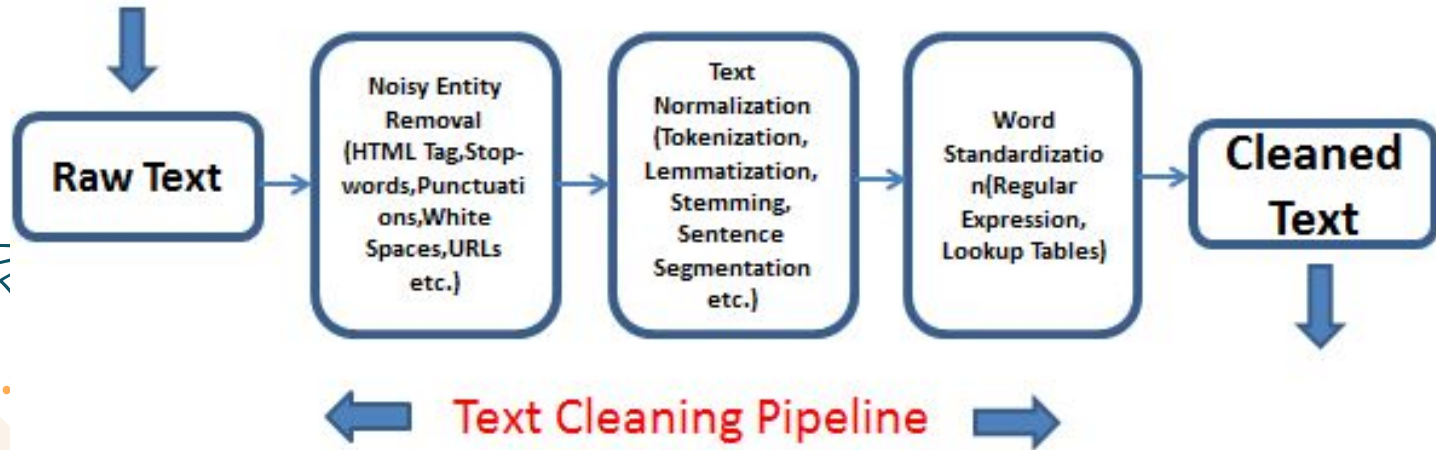 Raw Text
Noisy Entity
Removal
(HTML Tag,Stop-
words,Punctuati
ons,White
Spaces,URLs
etc.)
Text
Normalization
(Tokenization,
Lemmatization,
Stemming,
Sentence
Segmentation
etc.)
Word
Standardizatio
n(Regular
Expression,
Lookup Tables)
Cleaned
Text
Text Cleaning Pipeline